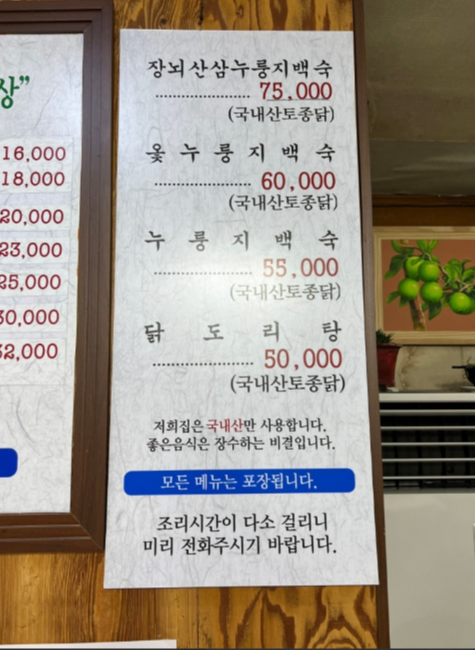 상”
16,000
18,000
20,000
23,000
25,000
30,000
32,000
장뇌산삼누룽지백숙
........................ 75,000
(국내산토종닭)
옻누룽지백숙
........................ 60,000
(국내산토종닭)
누룽지백숙
........................ 55,000
(국내산토종닭)
닭도리탕
........................ 50,000
(국내산토종닭)
저희집은 국내산만 사용합니다.
좋은음식은 장수하는 비결입니다.
모든 메뉴는 포장됩니다.
조리시간이 다소 걸리니
미리 전화주시기 바랍니다.